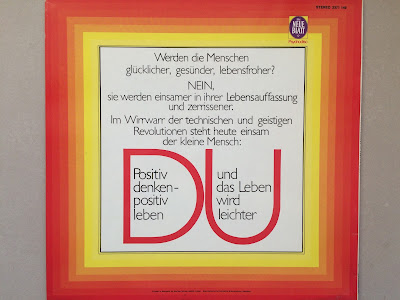 STEREO
DAS
NEUE
BLATT
Werden die Menschen
glücklicher, gesünder, lebensfroher?
NEIN,
sie werden einsamer in ihrer Lebensauffassung
und zerrissener.
Im Wirrwarr der technischen und geistigen
Revolutionen steht heute einsam
der kleine Mensch:
DU
Positiv
denken-
positiv
leben
und
das Leben
wird
leichter